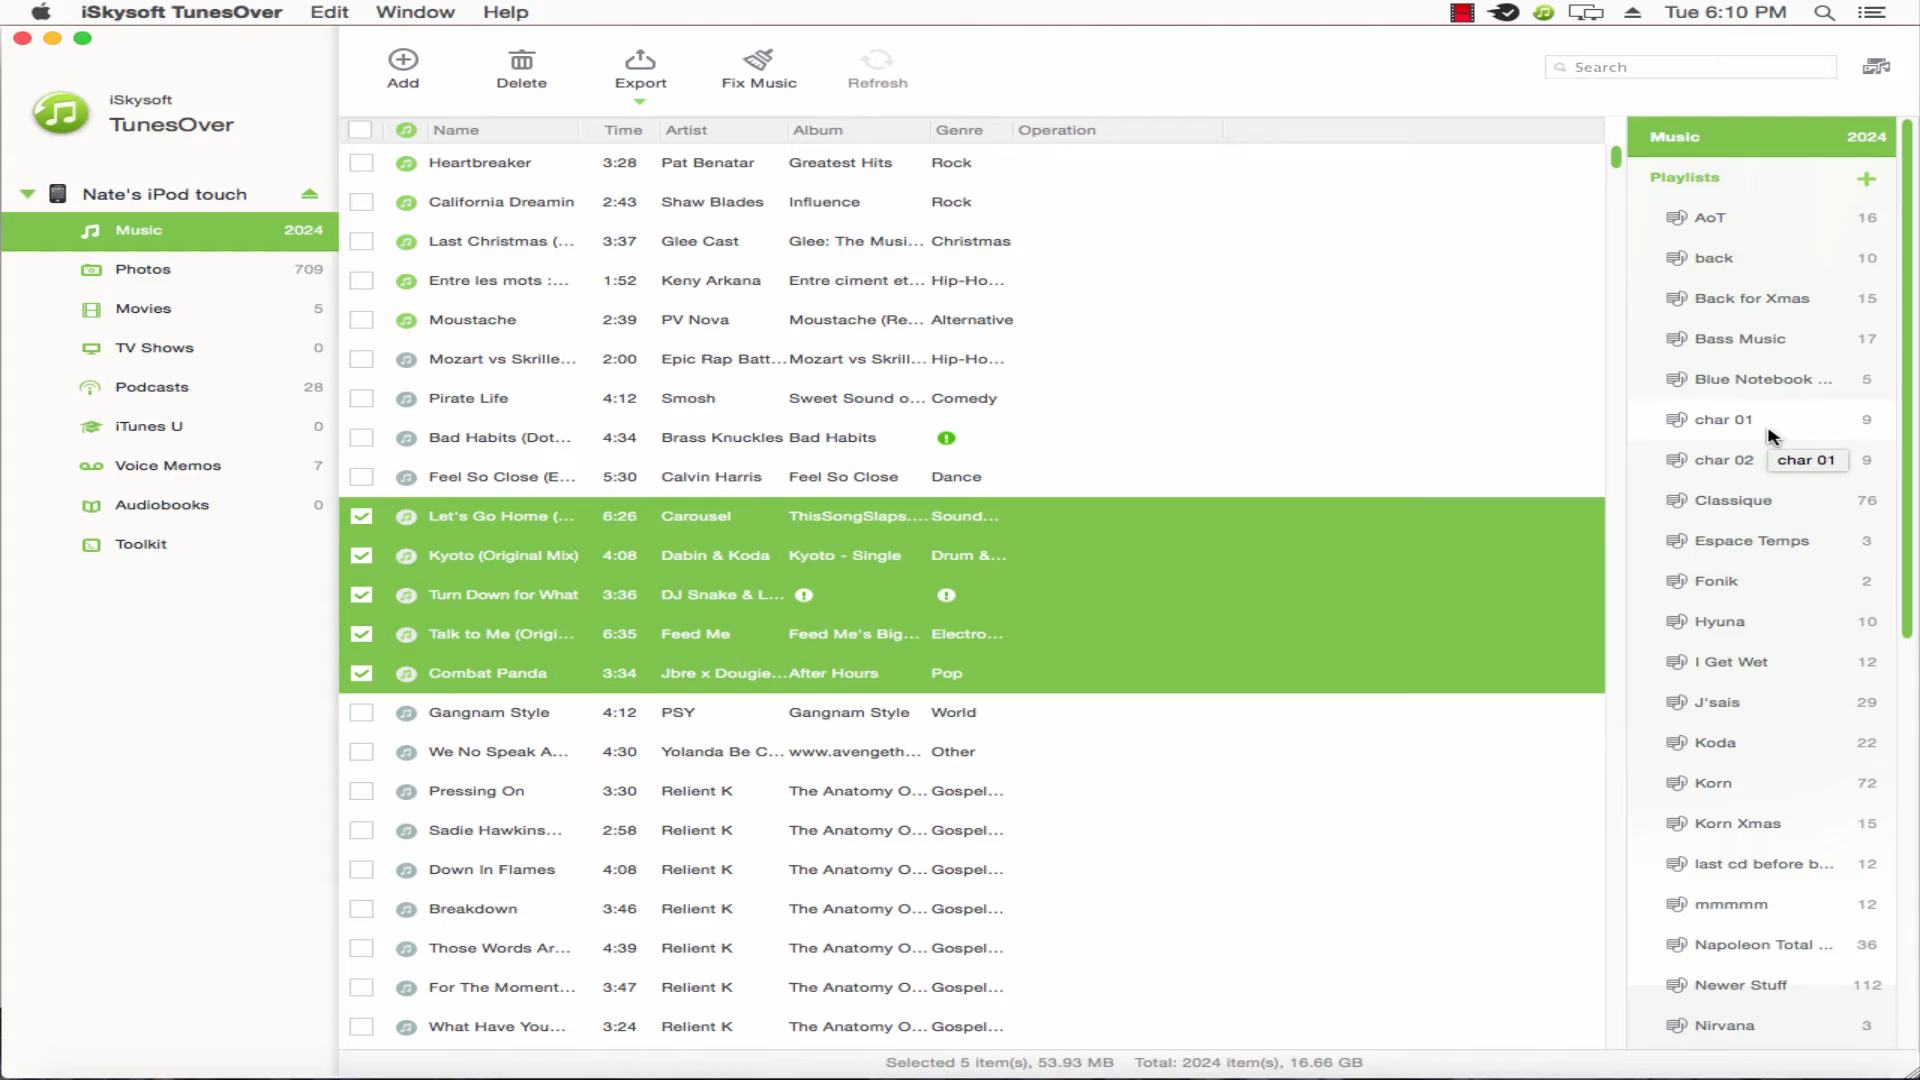 iSkysoft TunesOver Edit Window Help Tue 6:10 PM
iSkysoft
TunesOver
Add Delete Export Fix Music Refresh Search
Nate's iPod touch
Music 2024
Photos 709
Movies 5
TV Shows 0
Podcasts 28
iTunes U 0
Voice Memos 7
Audiobooks 0
Toolkit
Name Time Artist Album Genre Operation
Heartbreaker 3:28 Pat Benatar Greatest Hits Rock
California Dreamin 2:43 Shaw Blades Influence Rock
Last Christmas (... 3:37 Glee Cast Glee: The Musi... Christmas
Entre les mots :... 1:52 Keny Arkana Entre ciment et... Hip-Ho...
Moustache 2:39 PV Nova Moustache (Re... Alternative
Mozart vs Skrille... 2:00 Epic Rap Batt... Mozart vs Skrill... Hip-Ho...
Pirate Life 4:12 Smosh Sweet Sound o... Comedy
Bad Habits (Dot... 4:34 Brass Knuckles Bad Habits
Feel So Close (E... 5:30 Calvin Harris Feel So Close Dance
Let's Go Home (... 6:26 Carousel ThisSongSlaps.... Sound...
Kyoto (Original Mix) 4:08 Dabin & Koda Kyoto - Single Drum &...
Turn Down for What 3:36 DJ Snake & L...
Talk to Me (Origi... 6:35 Feed Me Feed Me's Big... Electro...
Combat Panda 3:34 Jbre x Dougie... After Hours Pop
Gangnam Style 4:12 PSY Gangnam Style World
We No Speak A... 4:30 Yolanda Be C... www.avengeth... Other
Pressing On 3:30 Relient K The Anatomy O... Gospel...
Sadie Hawkins... 2:58 Relient K The Anatomy O... Gospel...
Down In Flames 4:08 Relient K The Anatomy O... Gospel...
Breakdown 3:46 Relient K The Anatomy O... Gospel...
Those Words Ar... 4:39 Relient K The Anatomy O... Gospel...
For The Moment... 3:47 Relient K The Anatomy O... Gospel...
What Have You... 3:24 Relient K The Anatomy O... Gospel...
Music 2024
Playlists
AoT 16
back 10
Back for Xmas 15
Bass Music 17
Blue Notebook ... 5
char 01 9
char 02 char 01 9
Classique 76
Espace Temps 3
Fonik 2
Hyuna 10
I Get Wet 12
J'sais 29
Koda 22
Korn 72
Korn Xmas 15
last cd before b... 12
mmmmm 12
Napoleon Total ... 36
Newer Stuff 112
Nirvana 3
Selected 5 item(s), 53.93 MB Total: 2024 item(s), 16.66 GB